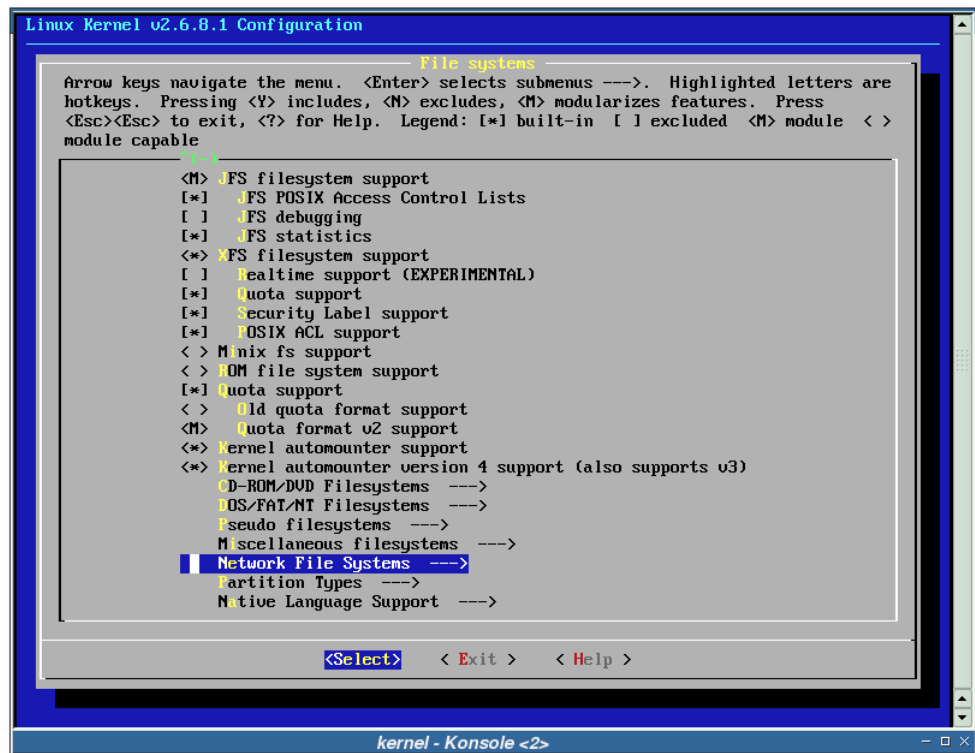 Linux Kernel v2.6.8.1 Configuration
File systems
Arrow keys navigate the menu.  <Enter> selects submenus --->.  Highlighted letters are
hotkeys.  Pressing <Y> includes, <N> excludes, <M> modularizes features.  Press
<Esc><Esc> to exit, <?> for Help.  Legend: [*] built-in  [ ] excluded  <M> module  < >
module capable
^(-)
<M> JFS filesystem support
[*]   JFS POSIX Access Control Lists
[ ]   JFS debugging
[*]   JFS statistics
<*> XFS filesystem support
[ ]   Realtime support (EXPERIMENTAL)
[*]   Quota support
[*]   Security Label support
[*]   POSIX ACL support
< > Minix fs support
< > ROM file system support
[*] Quota support
< >   Old quota format support
<M>   Quota format v2 support
<*> Kernel automounter support
<*> Kernel automounter version 4 support (also supports v3)
CD-ROM/DVD Filesystems  --->
DOS/FAT/NT Filesystems  --->
Pseudo filesystems  --->
Miscellaneous filesystems  --->
Network File Systems  --->
Partition Types  --->
Native Language Support  --->
<Select>    < Exit >    < Help >
kernel - Konsole <2>